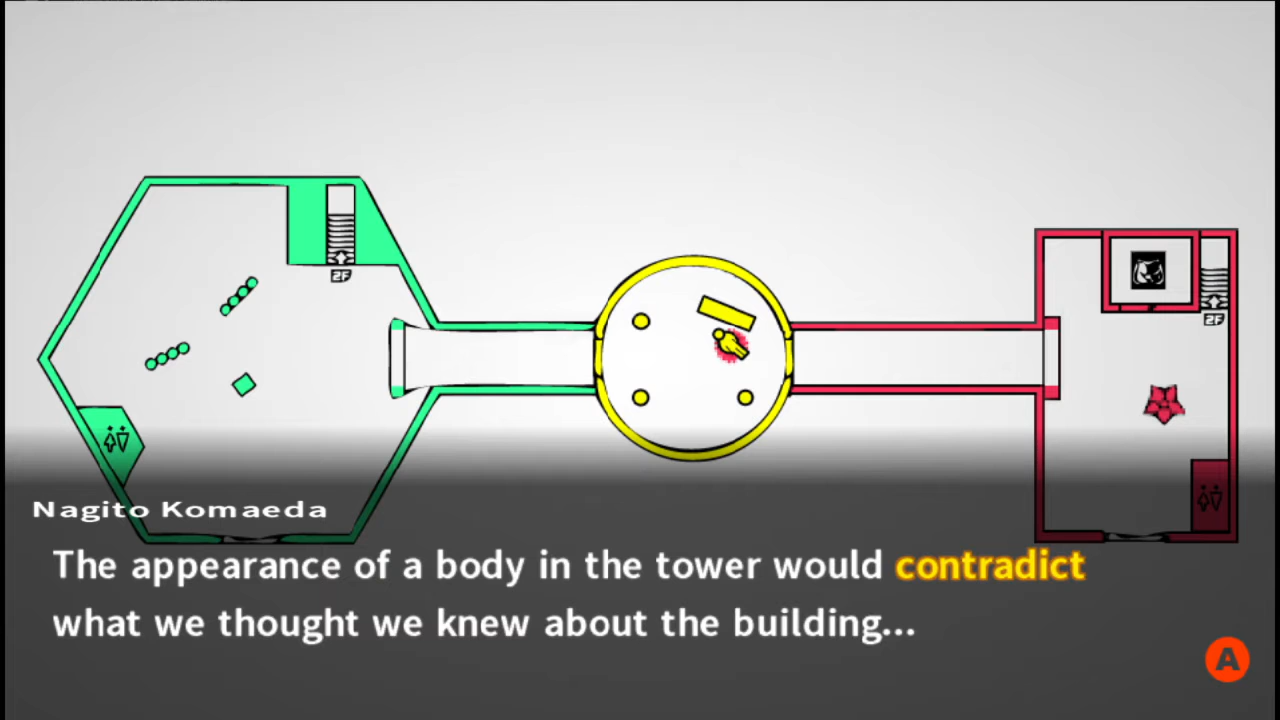 2F
2F
Nagito Komaeda
The appearance of a body in the tower would contradict
what we thought we knew about the building...
A